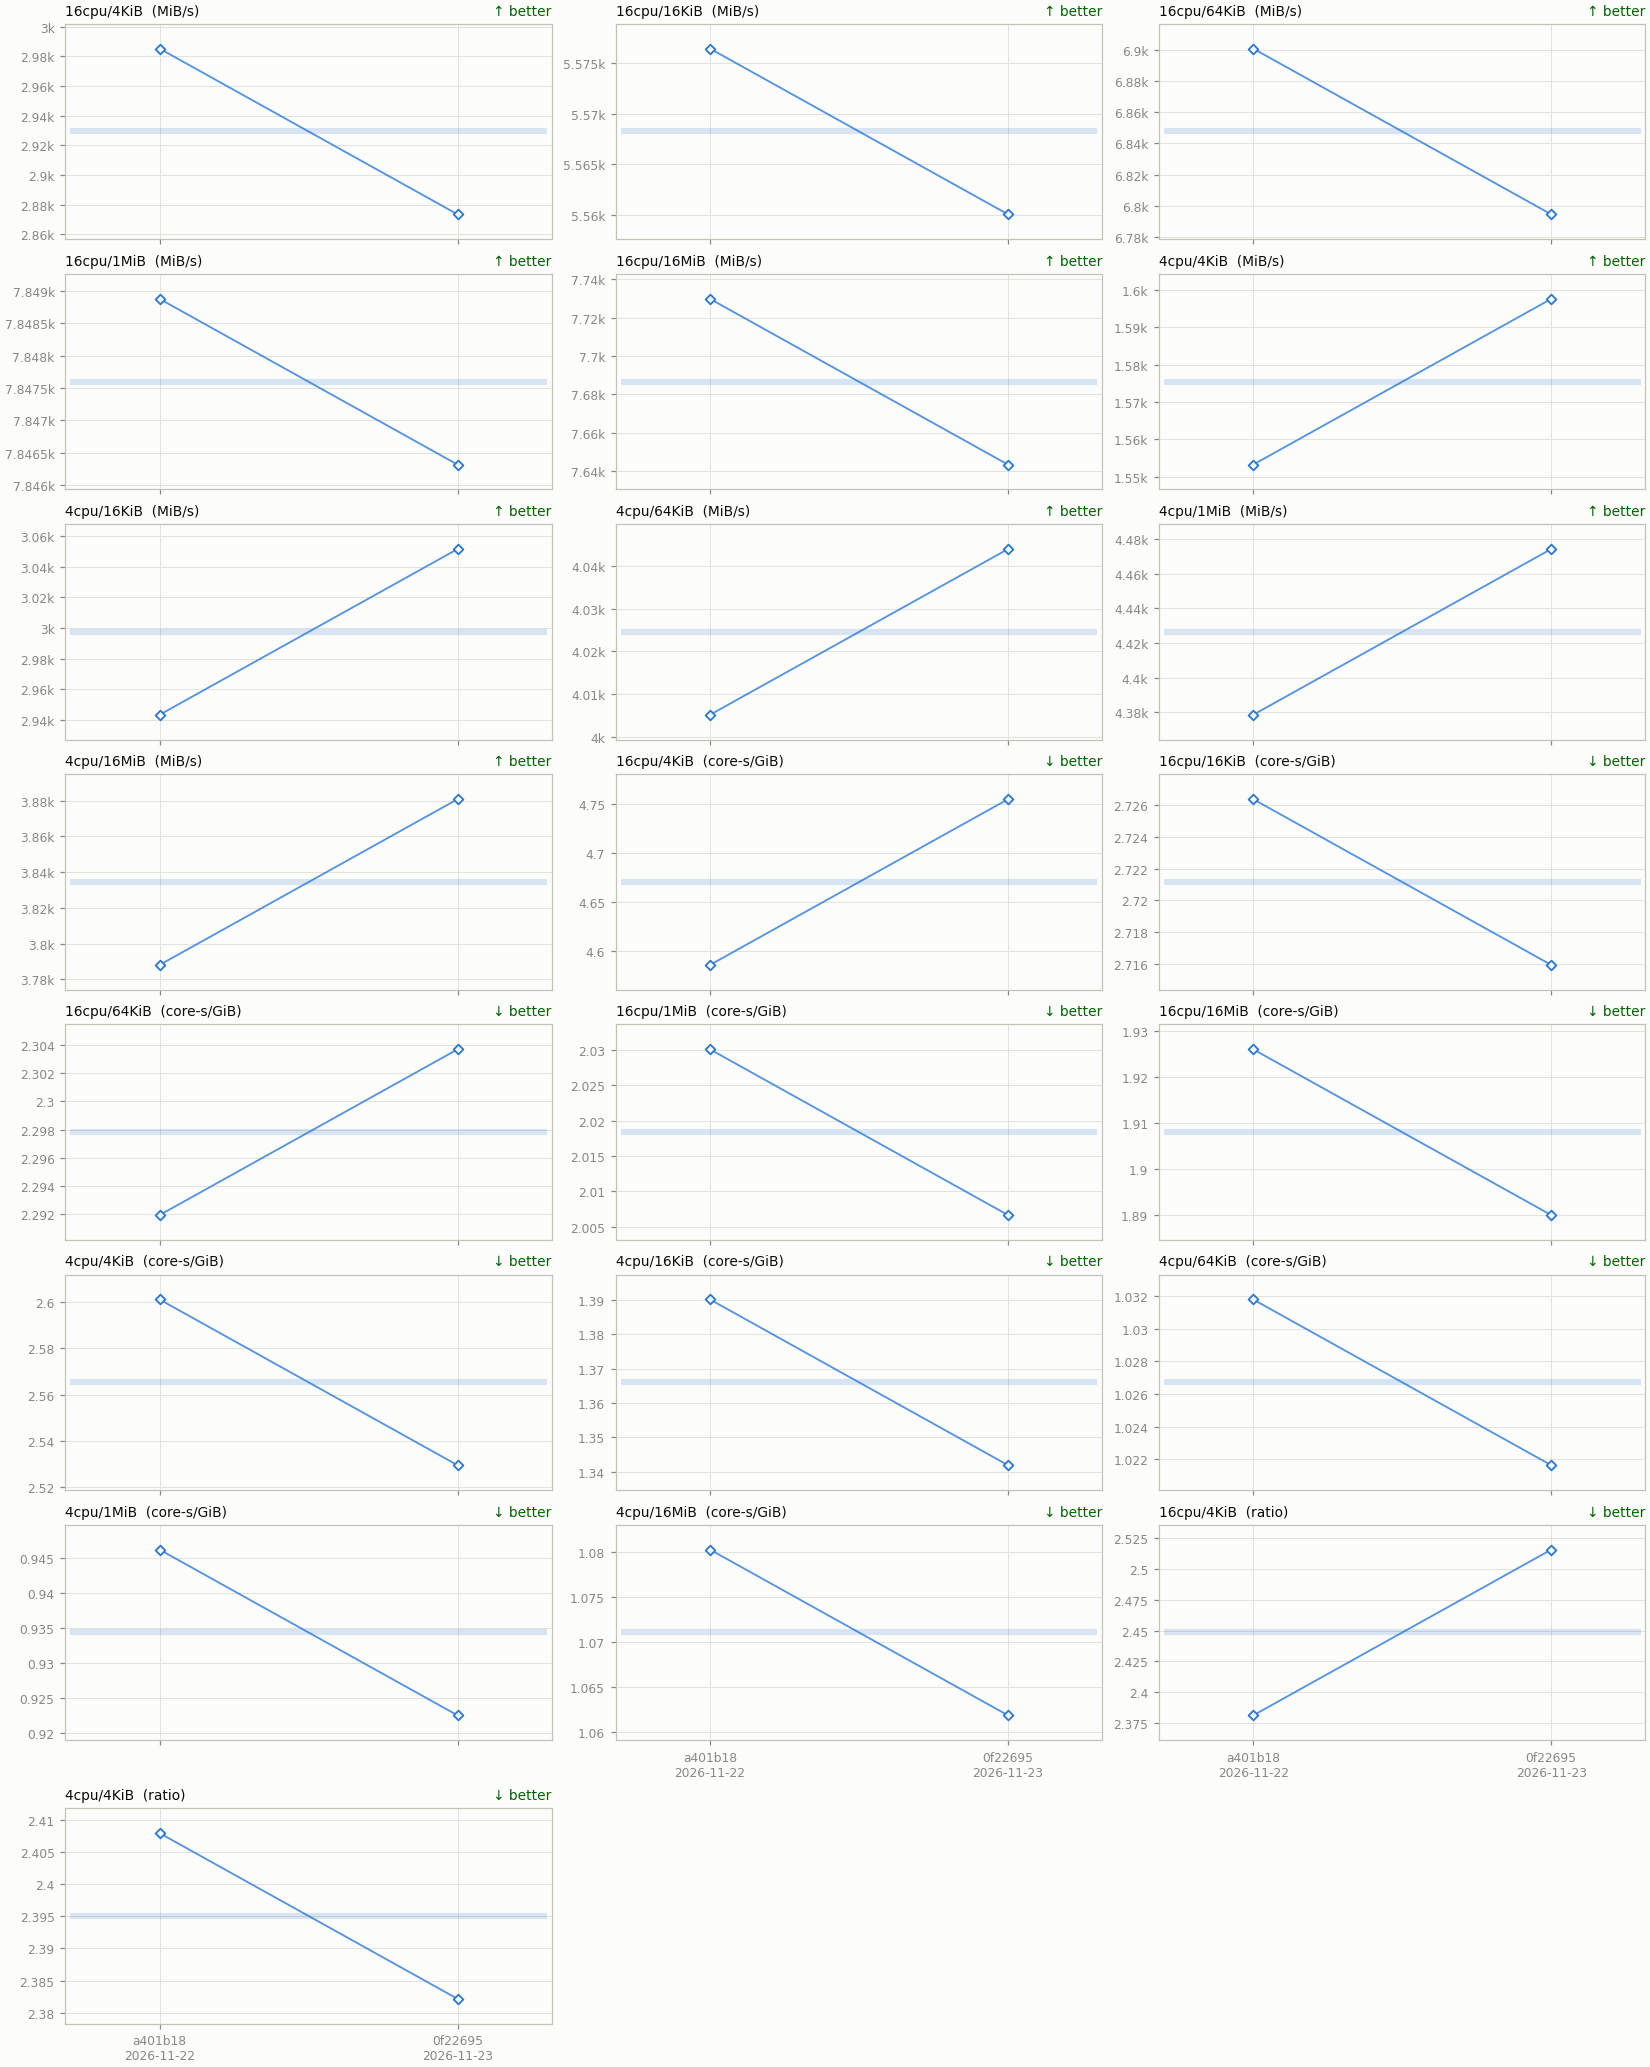 16cpu/4KiB (MiB/s) ↑ better
3k
2.98k
2.96k
2.94k
2.92k
2.9k
2.88k
2.86k
16cpu/16KiB (MiB/s) ↑ better
5.575k
5.57k
5.565k
5.56k
16cpu/64KiB (MiB/s) ↑ better
6.9k
6.88k
6.86k
6.84k
6.82k
6.8k
6.78k
16cpu/1MiB (MiB/s) ↑ better
7.849k
7.8485k
7.848k
7.8475k
7.847k
7.8465k
7.846k
16cpu/16MiB (MiB/s) ↑ better
7.74k
7.72k
7.7k
7.68k
7.66k
7.64k
4cpu/4KiB (MiB/s) ↑ better
1.6k
1.59k
1.58k
1.57k
1.56k
1.55k
4cpu/16KiB (MiB/s) ↑ better
3.06k
3.04k
3.02k
3k
2.98k
2.96k
2.94k
4cpu/64KiB (MiB/s) ↑ better
4.04k
4.03k
4.02k
4.01k
4k
4cpu/1MiB (MiB/s) ↑ better
4.48k
4.46k
4.44k
4.42k
4.4k
4.38k
4cpu/16MiB (MiB/s) ↑ better
3.88k
3.86k
3.84k
3.82k
3.8k
3.78k
16cpu/4KiB (core-s/GiB) ↓ better
4.75
4.7
4.65
4.6
16cpu/16KiB (core-s/GiB) ↓ better
2.726
2.724
2.722
2.72
2.718
2.716
16cpu/64KiB (core-s/GiB) ↓ better
2.304
2.302
2.3
2.298
2.296
2.294
2.292
16cpu/1MiB (core-s/GiB) ↓ better
2.03
2.025
2.02
2.015
2.01
2.005
16cpu/16MiB (core-s/GiB) ↓ better
1.93
1.92
1.91
1.9
1.89
4cpu/4KiB (core-s/GiB) ↓ better
2.6
2.58
2.56
2.54
2.52
4cpu/16KiB (core-s/GiB) ↓ better
1.39
1.38
1.37
1.36
1.35
1.34
4cpu/64KiB (core-s/GiB) ↓ better
1.032
1.03
1.028
1.026
1.024
1.022
4cpu/1MiB (core-s/GiB) ↓ better
0.945
0.94
0.935
0.93
0.925
0.92
4cpu/16MiB (core-s/GiB) ↓ better
1.08
1.075
1.07
1.065
1.06
a401b18 0f22695
2026-11-22 2026-11-23
16cpu/4KiB (ratio) ↓ better
2.525
2.5
2.475
2.45
2.425
2.4
2.375
a401b18 0f22695
2026-11-22 2026-11-23
4cpu/4KiB (ratio) ↓ better
2.41
2.405
2.4
2.395
2.39
2.385
2.38
a401b18 0f22695
2026-11-22 2026-11-23